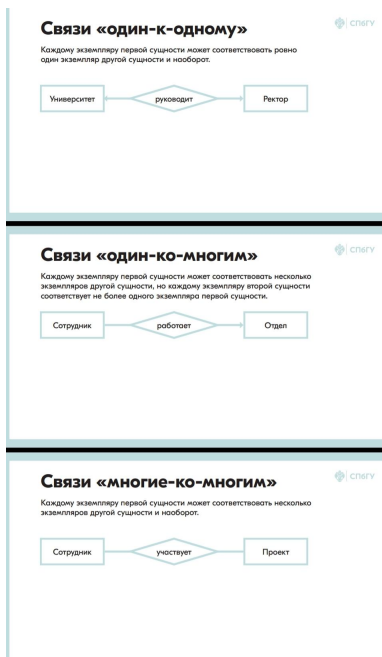 Связи «один-к-одному»
СПбГУ
Каждому экземпляру первой сущности может соответствовать ровно
один экземпляр другой сущности и наоборот.
Университет
руководит
Ректор
Связи «один-ко-многим»
СПбГУ
Каждому экземпляру первой сущности может соответствовать несколько
экземпляров другой сущности, но каждому экземпляру второй сущности
соответствует не более одного экземпляра первой сущности.
Сотрудник
работает
Отдел
Связи «многие-ко-многим»
СПбГУ
Каждому экземпляру первой сущности может соответствовать несколько
экземпляров другой сущности и наоборот.
Сотрудник
участвует
Проект